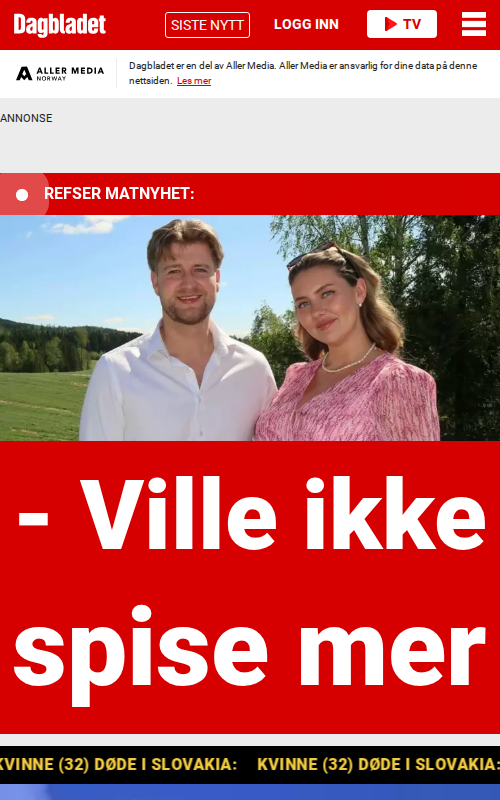 Dagbladet
SISTE NYTT
LOGG INN
TV
ALLER MEDIA
NORWAY
Dagbladet er en del av Aller Media. Aller Media er ansvarlig for dine data på denne
nettsiden. Les mer
ANNONSE
REFSER MATNYHET:
- Ville ikke
spise mer
KVINNE (32) DØDE I SLOVAKIA: KVINNE (32) DØDE I SLOVAKIA: